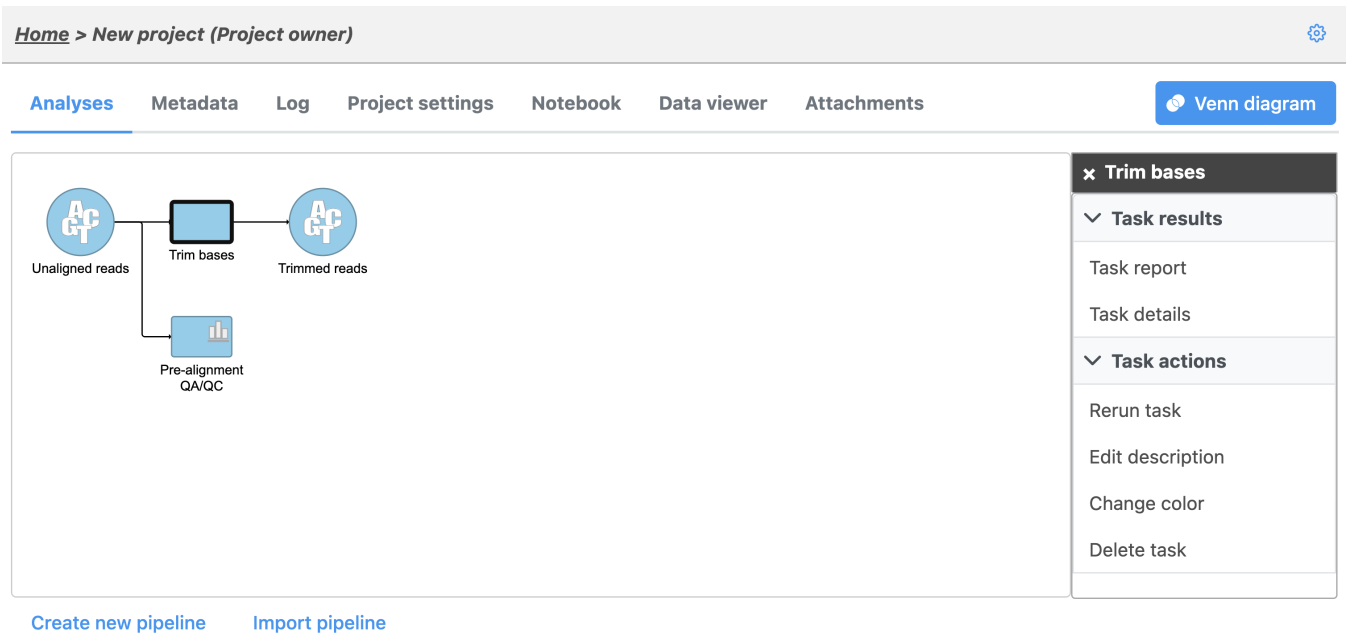 Home > New project (Project owner)
Analyses Metadata Log Project settings Notebook Data viewer Attachments Venn diagram
ACGT ACGT
Unaligned reads Trim bases Trimmed reads
Pre-alignment
QA/QC
Trim bases
Task results
Task report
Task details
Task actions
Rerun task
Edit description
Change color
Delete task
Create new pipeline Import pipeline